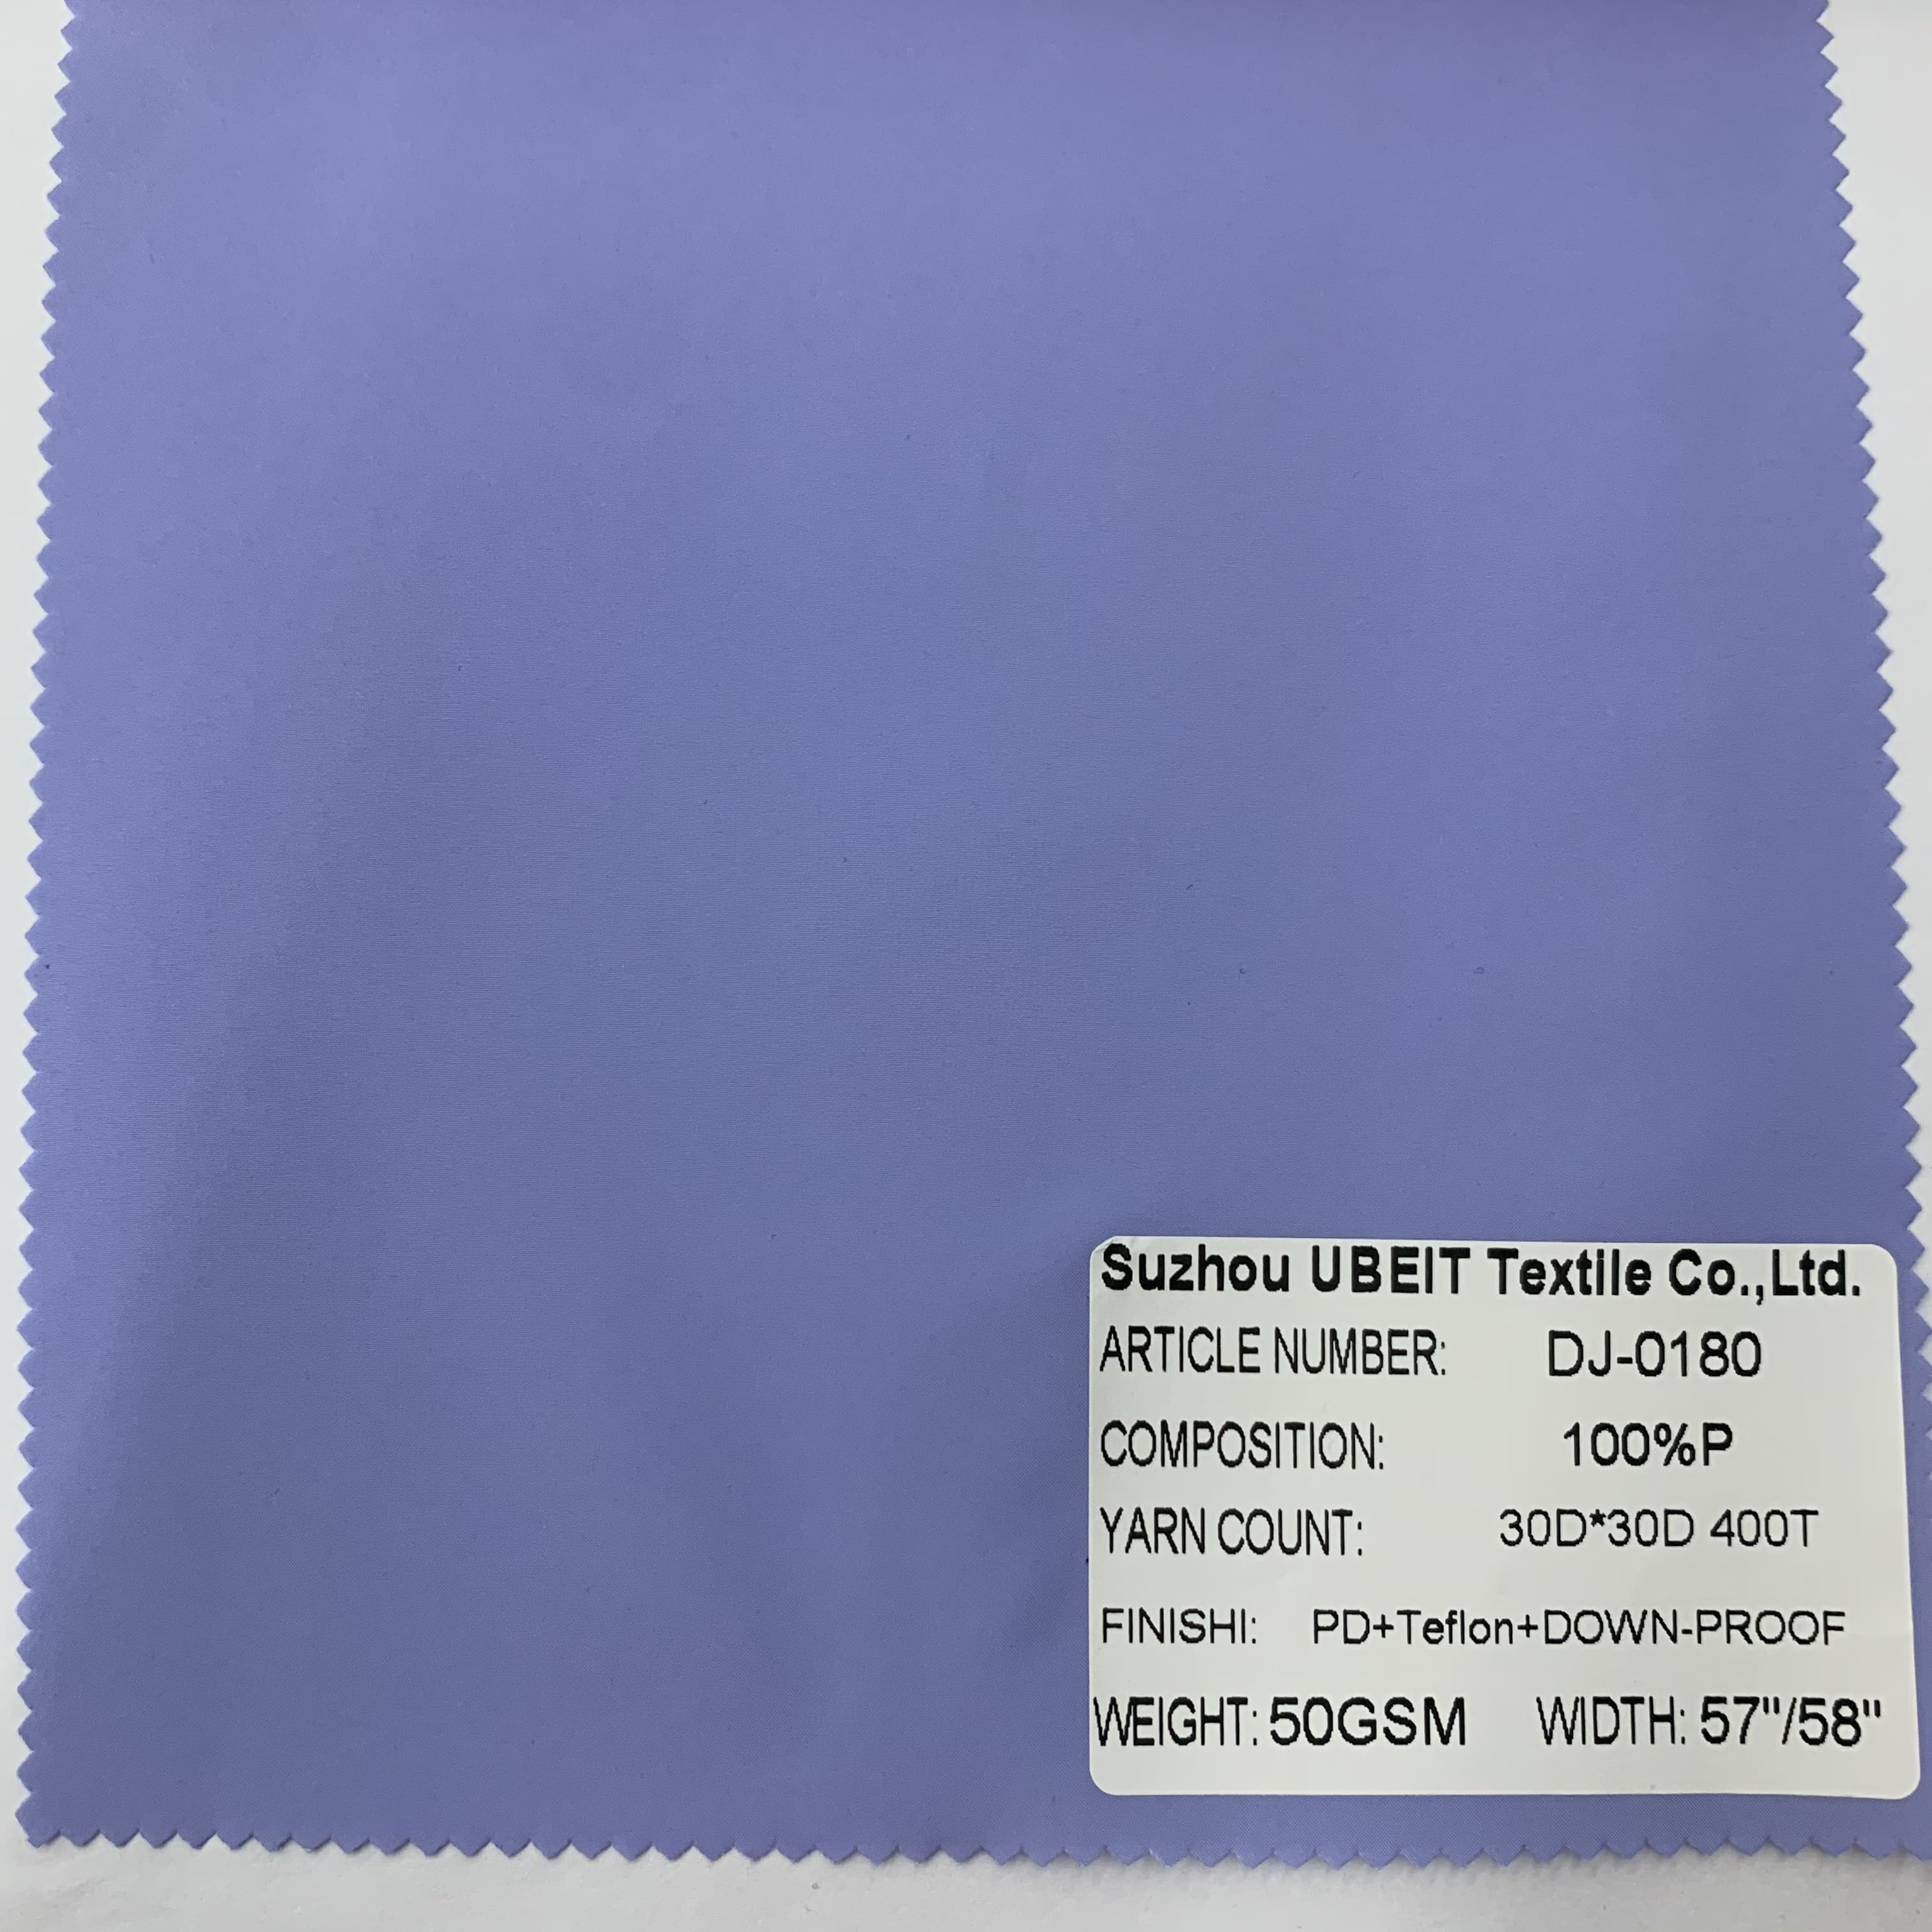 Suzhou UBEIT Textile Co.,Ltd.
ARTICLE NUMBER: DJ-0180
COMPOSITION: 100%P
YARN COUNT: 30D*30D 400T
FINISHI: PD+Teflon+DOWN-PROOF
WEIGHT: 50GSM WIDTH: 57"/58"